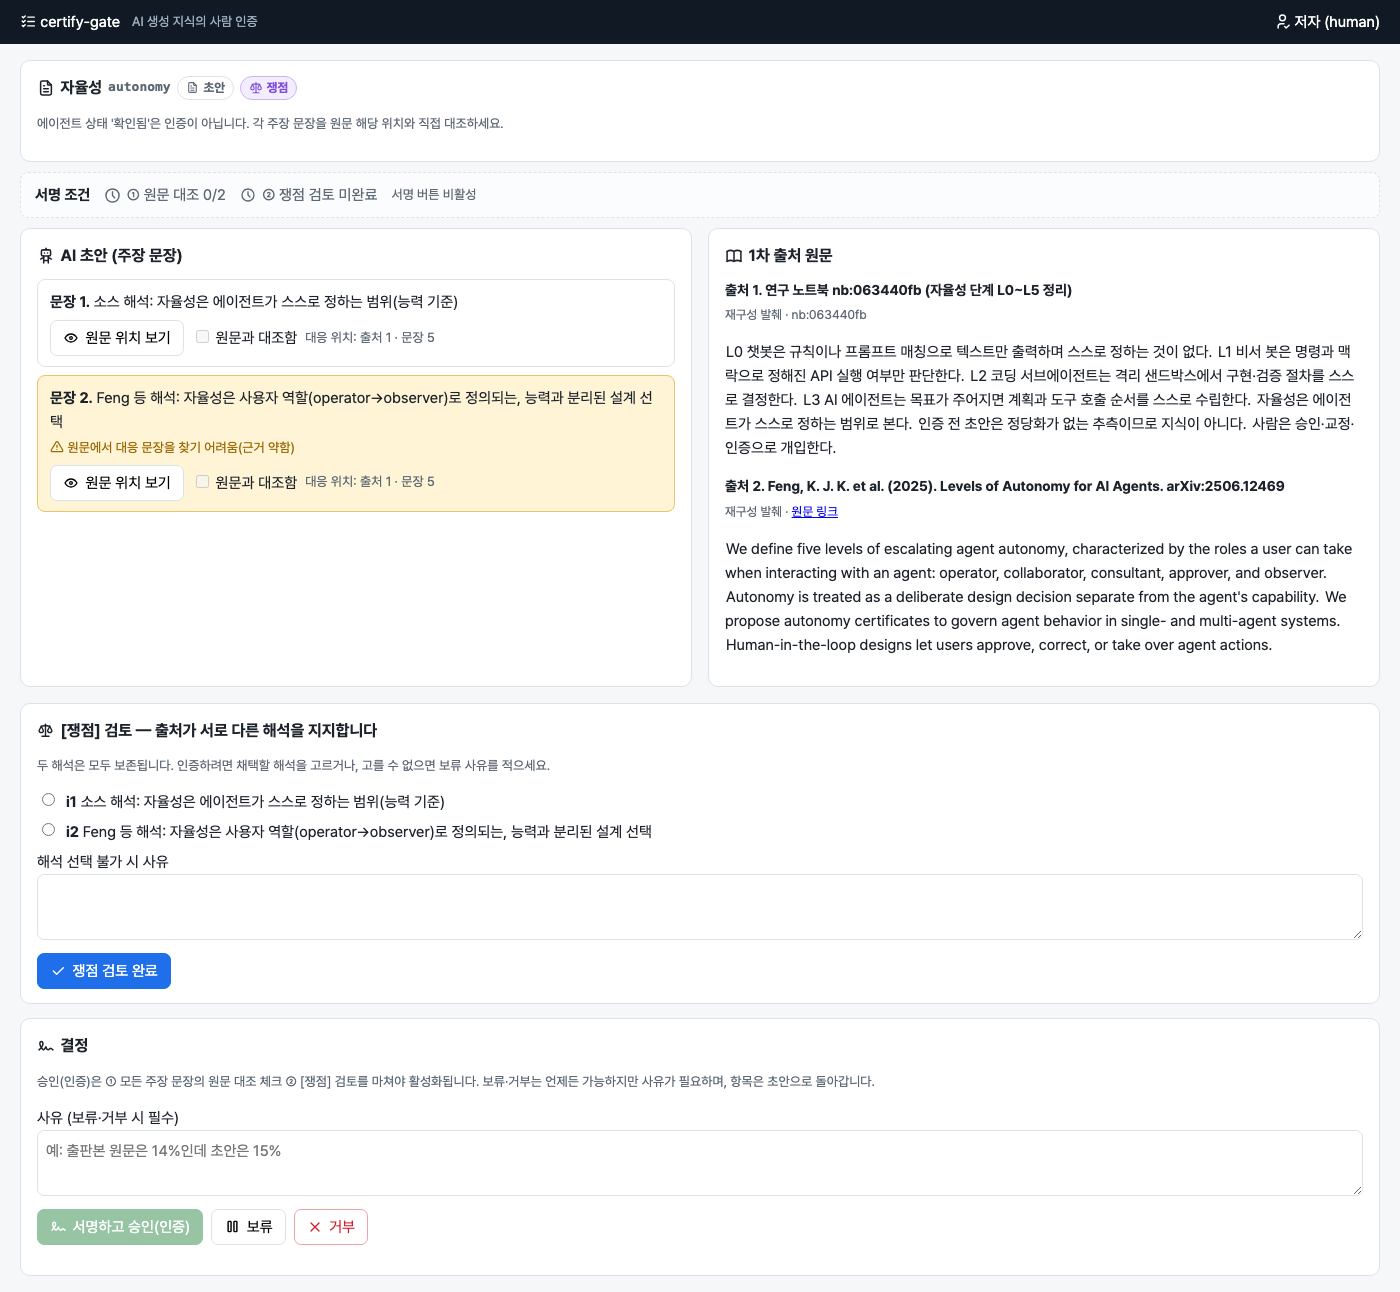 certify-gate AI 생성 지식의 사람 인증
저자 (human)
자율성 autonomy 초안 쟁점
에이전트 상태 '확인됨'은 인증이 아닙니다. 각 주장 문장을 원문 해당 위치와 직접 대조하세요.
서명 조건 ① 원문 대조 0/2 ② 쟁점 검토 미완료 서명 버튼 비활성
AI 초안 (주장 문장)
문장 1. 소스 해석: 자율성은 에이전트가 스스로 정하는 범위(능력 기준)
원문 위치 보기 원문과 대조함 대응 위치: 출처 1 · 문장 5
문장 2. Feng 등 해석: 자율성은 사용자 역할(operator→observer)로 정의되는, 능력과 분리된 설계 선
택
원문에서 대응 문장을 찾기 어려움(근거 약함)
원문 위치 보기 원문과 대조함 대응 위치: 출처 1 · 문장 5
1차 출처 원문
출처 1. 연구 노트북 nb:063440fb (자율성 단계 L0~L5 정리)
재구성 발췌 · nb:063440fb
L0 챗봇은 규칙이나 프롬프트 매칭으로 텍스트만 출력하며 스스로 정하는 것이 없다. L1 비서 봇은 명령과 맥
락으로 정해진 API 실행 여부만 판단한다. L2 코딩 서브에이전트는 격리 샌드박스에서 구현·검증 절차를 스스
로 결정한다. L3 AI 에이전트는 목표가 주어지면 계획과 도구 호출 순서를 스스로 수립한다. 자율성은 에이전
트가 스스로 정하는 범위로 본다. 인증 전 초안은 정당화가 없는 추측이므로 지식이 아니다. 사람은 승인·교정·
인증으로 개입한다.
출처 2. Feng, K. J. K. et al. (2025). Levels of Autonomy for AI Agents. arXiv:2506.12469
재구성 발췌 · 원문 링크
We define five levels of escalating agent autonomy, characterized by the roles a user can take
when interacting with an agent: operator, collaborator, consultant, approver, and observer.
Autonomy is treated as a deliberate design decision separate from the agent's capability. We
propose autonomy certificates to govern agent behavior in single- and multi-agent systems.
Human-in-the-loop designs let users approve, correct, or take over agent actions.
[쟁점] 검토 — 출처가 서로 다른 해석을 지지합니다
두 해석은 모두 보존됩니다. 인증하려면 채택할 해석을 고르거나, 고를 수 없으면 보류 사유를 적으세요.
i1 소스 해석: 자율성은 에이전트가 스스로 정하는 범위(능력 기준)
i2 Feng 등 해석: 자율성은 사용자 역할(operator→observer)로 정의되는, 능력과 분리된 설계 선택
해석 선택 불가 시 사유
쟁점 검토 완료
결정
승인(인증)은 ① 모든 주장 문장의 원문 대조 체크 ② [쟁점] 검토를 마쳐야 활성화됩니다. 보류·거부는 언제든 가능하지만 사유가 필요하며, 항목은 초안으로 돌아갑니다.
사유 (보류·거부 시 필수)
예: 출판본 원문은 14%인데 초안은 15%
서명하고 승인(인증) 보류 거부